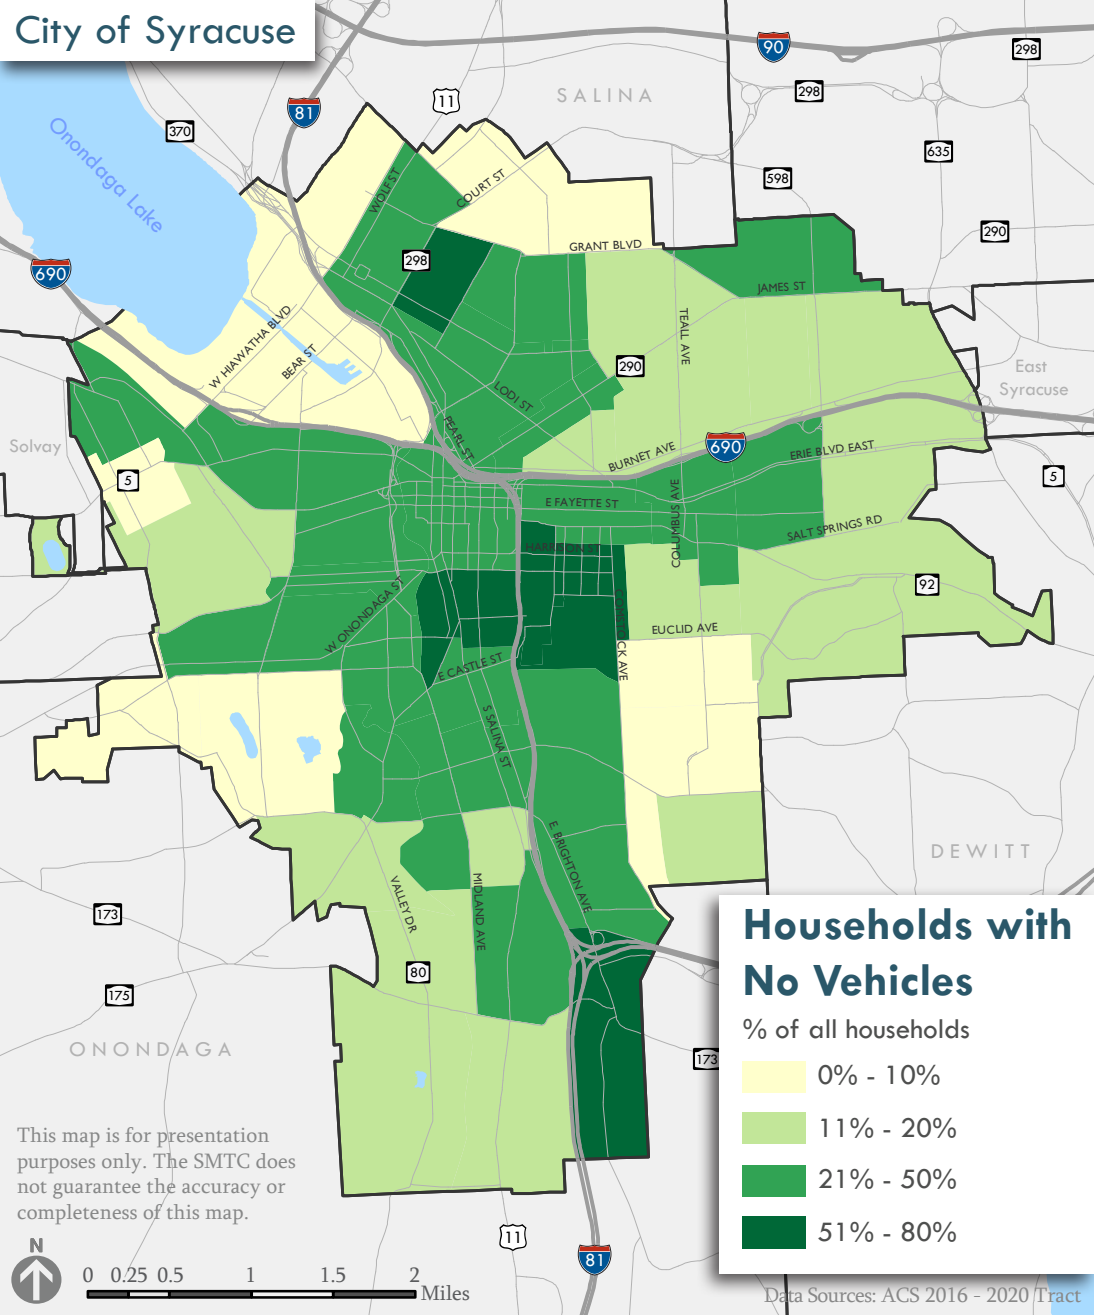 City of Syracuse
90
298
11
SALINA
298
81
370
635
598
Onondaga Lake
WOLF ST
COURT ST
290
GRANT BLVD
298
690
JAMES ST
W HIAWATHA BLVD
BEAR ST
TEALL AVE
290
East
Syracuse
LODI ST
PEARL ST
Solvay
690
BURNET AVE
ERIE BLVD EAST
5
5
E FAYETTE ST
COLUMBUS AVE
SALT SPRINGS RD
HARRISON ST
92
W ONONDAGA ST
COMSTOCK AVE
EUCLID AVE
E CASTLE ST
S SALINA ST
E BRIGHTON AVE
DEWITT
MIDLAND AVE
VALLEY DR
173
80
175
ONONDAGA
173
Households with
No Vehicles
% of all households
0% - 10%
11% - 20%
21% - 50%
51% - 80%
This map is for presentation
purposes only. The SMTC does
not guarantee the accuracy or
completeness of this map.
11
81
N
0 0.25 0.5 1 1.5 2
Miles
Data Sources: ACS 2016 - 2020 Tract